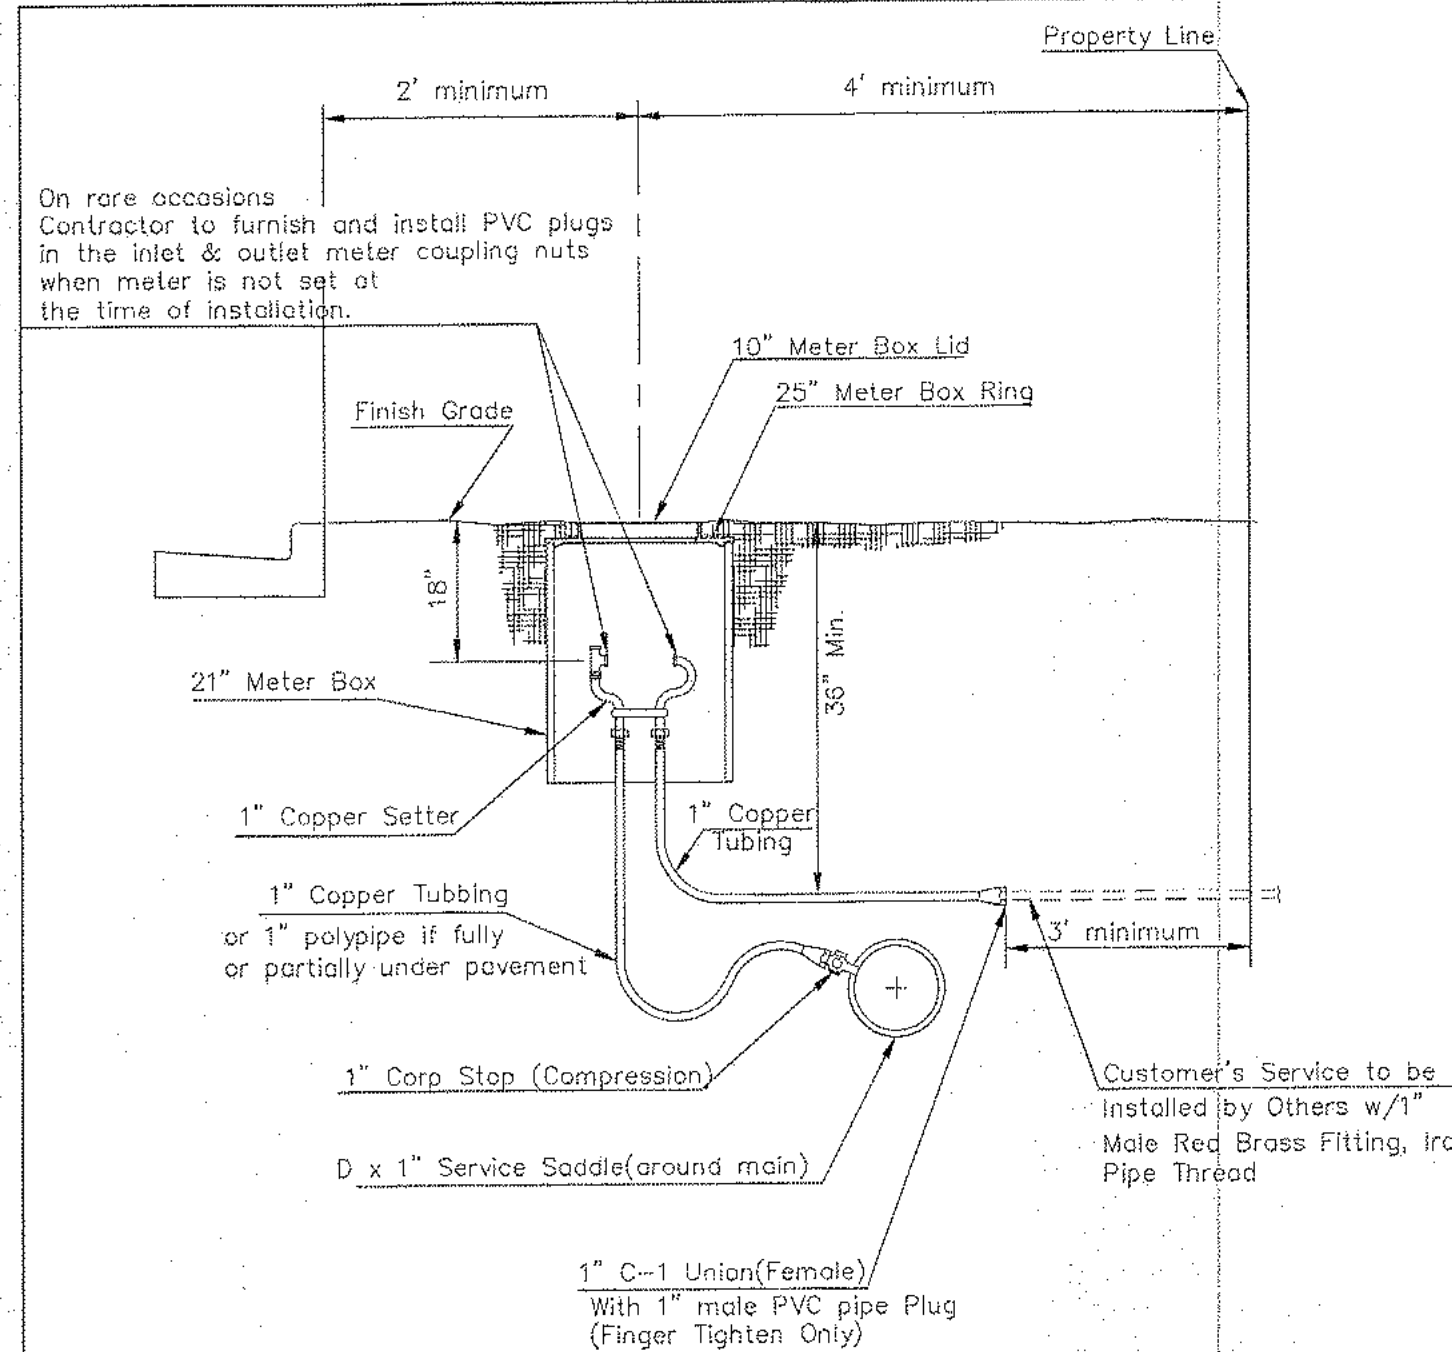 Property Line
2' minimum
4' minimum
On rare occasions
Contractor to furnish and install PVC plugs
in the inlet & outlet meter coupling nuts
when meter is not set at
the time of installation.
10" Meter Box Lid
25" Meter Box Ring
Finish Grade
18"
36" Min.
21" Meter Box
1" Copper Setter
1" Copper
Tubing
1" Copper Tubbing
or 1" polypipe if fully
or partially under pavement
3' minimum
1" Corp Stop (Compression)
Customer's Service to be
Installed by Others w/1"
Male Red Brass Fitting,
Pipe Thread
D x 1" Service Saddle(around main)
1" C-1 Union(Female)
With 1" male PVC pipe Plug
(Finger Tighten Only)